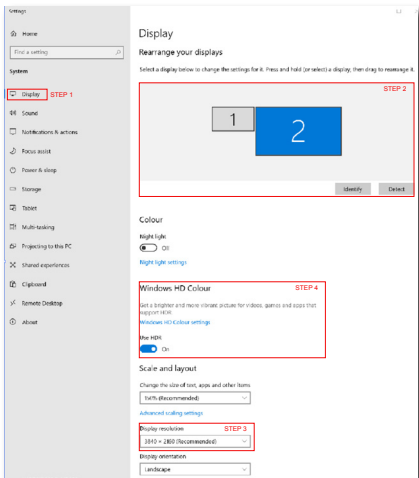 Settings
Home
Find a setting
System
Display STEP 1
Sound
Notifications & actions
Focus assist
Power & sleep
Storage
Tablet
Multi-tasking
Projecting to this PC
Shared experiences
Clipboard
Remote Desktop
About
Display
Rearrange your displays
Select a display below to change the settings for it. Press and hold (or select) a display, then drag to rearrange it.
STEP 2
1
2
Identify Detect
Colour
Night light
Off
Night light settings
Windows HD Colour STEP 4
Get a brighter and more vibrant picture for videos, games and apps that
support HDR.
Windows HD Colour settings
Use HDR
On
Scale and layout
Change the size of text, apps and other items
150% (Recommended)
Advanced scaling settings
Display resolution STEP 3
3840 × 2160 (Recommended)
Display orientation
Landscape